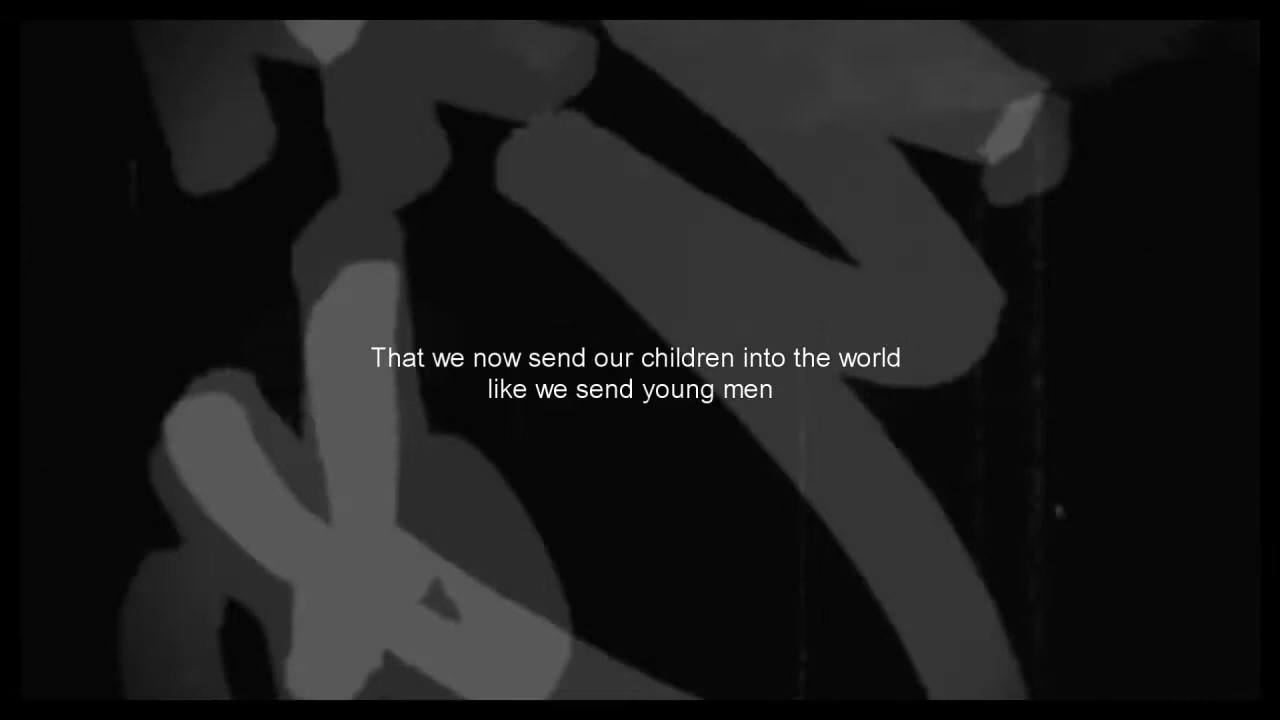 That we now send our children into the world
like we send young men